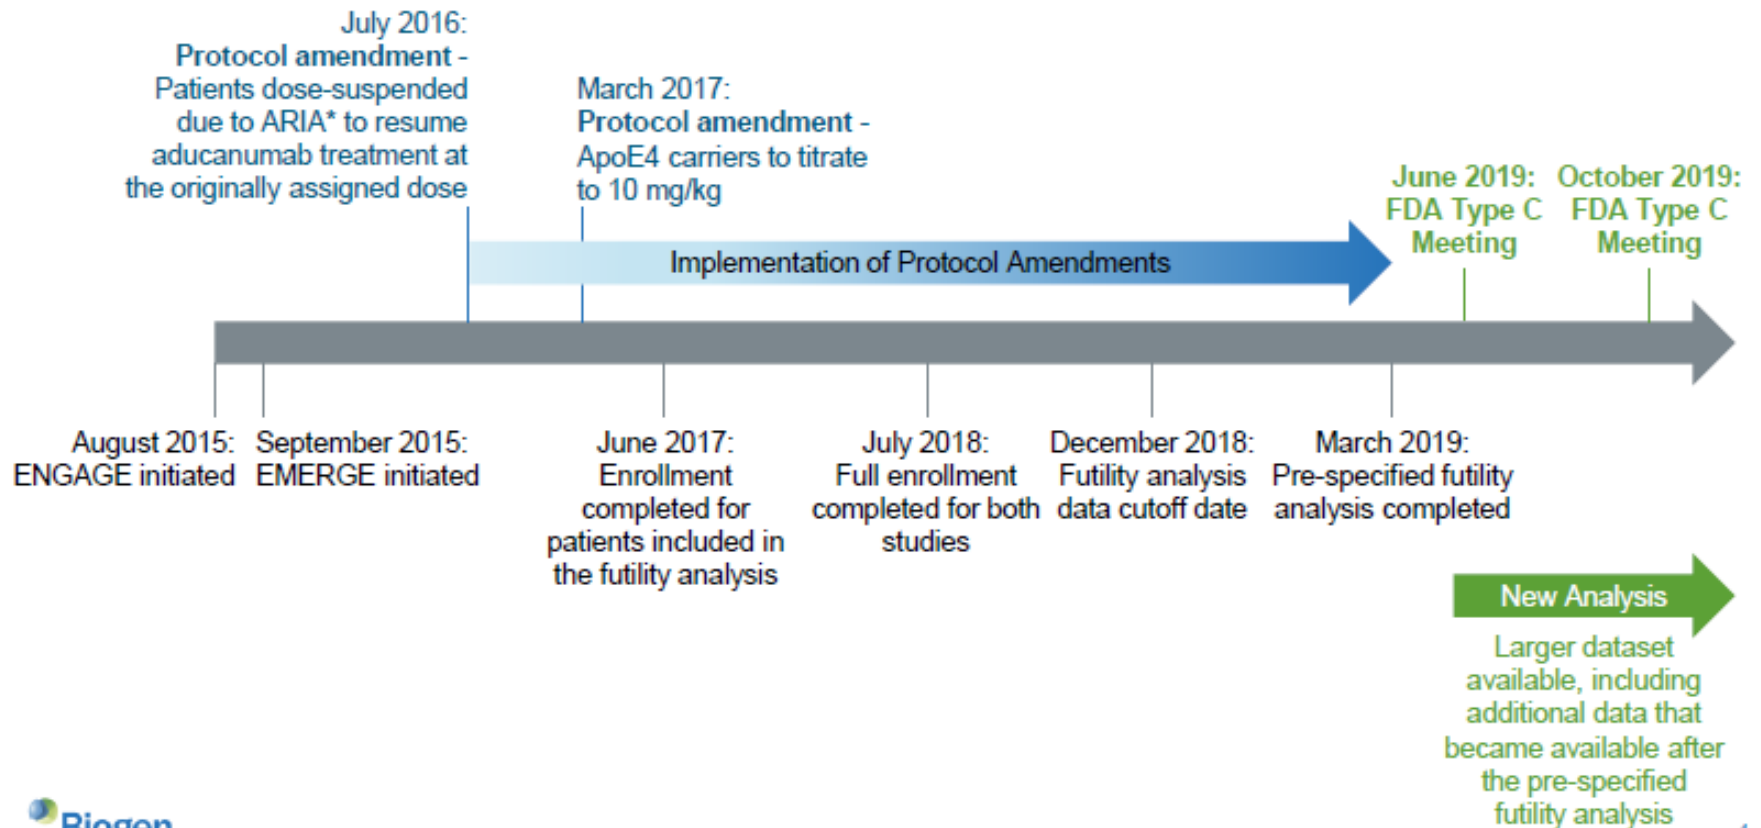 July 2016:
Protocol amendment -
Patients dose-suspended
due to ARIA* to resume
aducanumab treatment at
the originally assigned dose
March 2017:
Protocol amendment -
ApoE4 carriers to titrate
to 10 mg/kg
June 2019:
FDA Type C
Meeting
October 2019:
FDA Type C
Meeting
Implementation of Protocol Amendments
August 2015:
ENGAGE initiated
September 2015:
EMERGE initiated
June 2017:
Enrollment
completed for
patients included in
the futility analysis
July 2018:
Full enrollment
completed for both
studies
December 2018:
Futility analysis
data cutoff date
March 2019:
Pre-specified futility
analysis completed
New Analysis
Larger dataset
available, including
additional data that
became available after
the pre-specified
futility analysis
Biogen